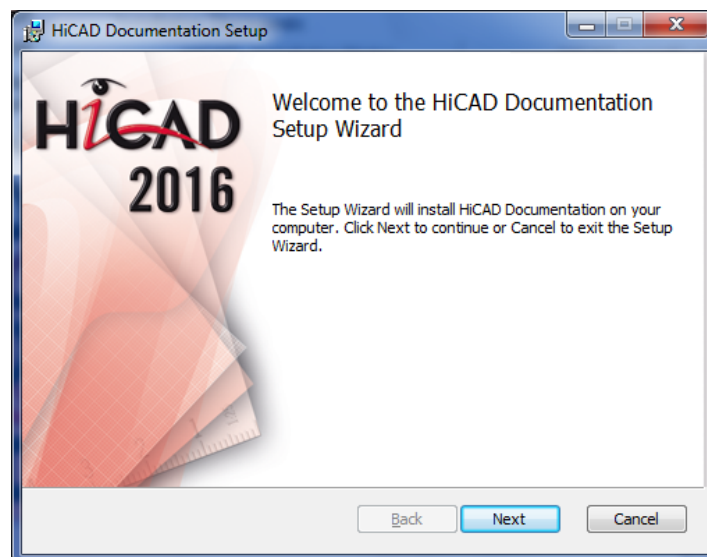 HiCAD Documentation Setup
HiCAD
2016
Welcome to the HiCAD Documentation
Setup Wizard
The Setup Wizard will install HiCAD Documentation on your
computer. Click Next to continue or Cancel to exit the Setup
Wizard.
Back
Next
Cancel